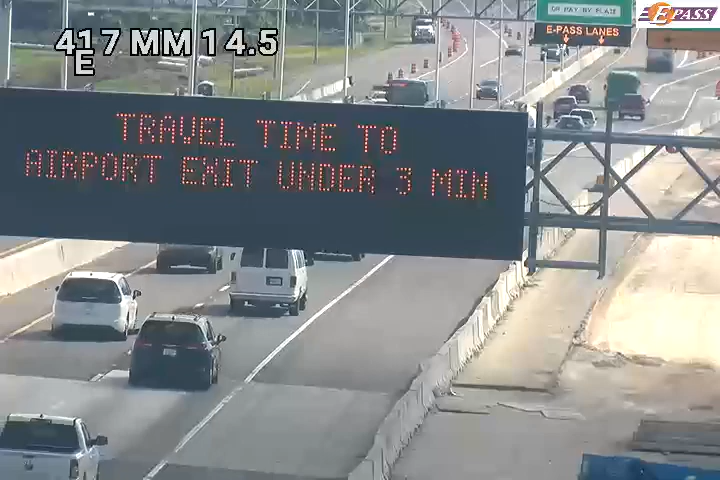 417 MM 14.5
E
OR PAY BY PLATE
E-PASS LANES
E-PASS
TRAVEL TIME TO
AIRPORT EXIT UNDER 3 MIN